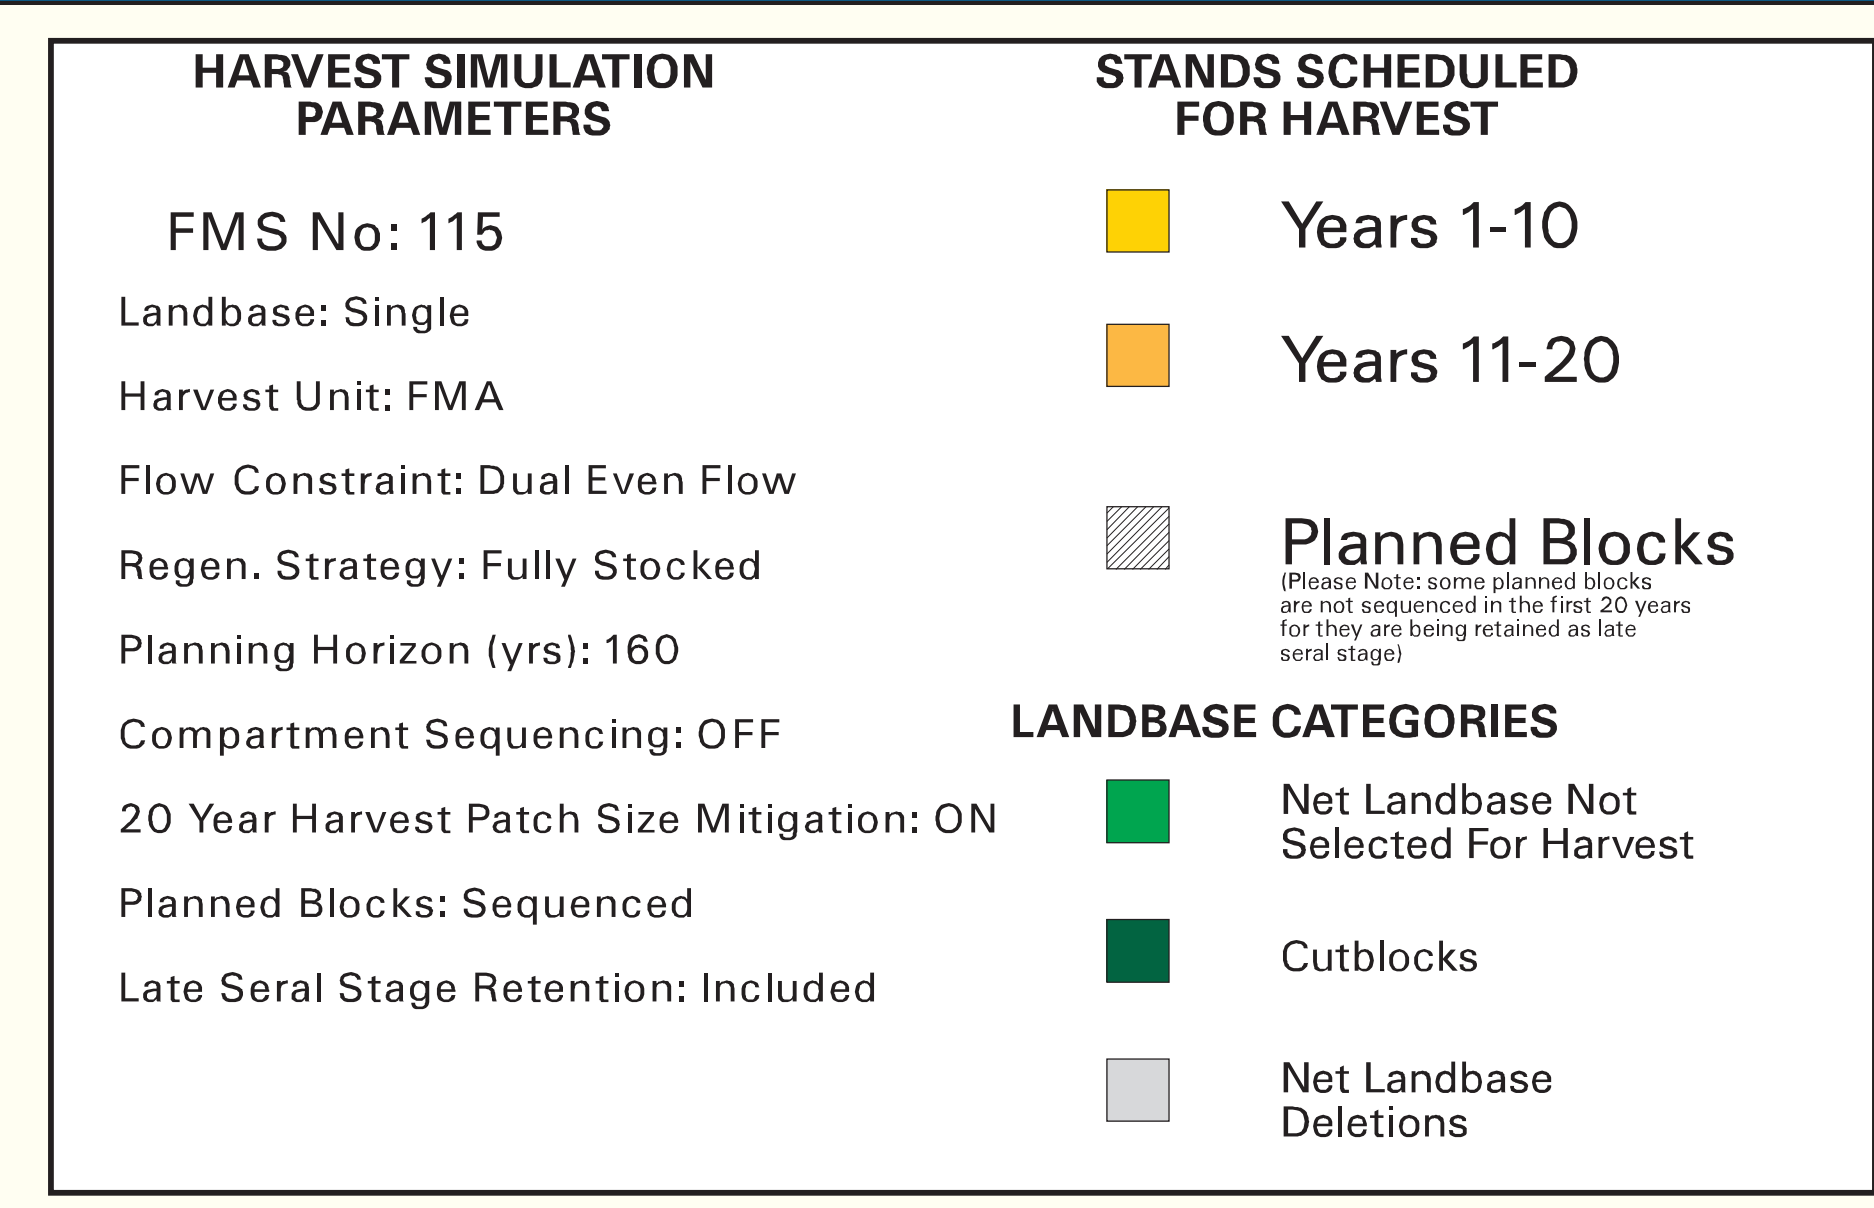 HARVEST SIMULATION
PARAMETERS
FMS No: 115
Landbase: Single
Harvest Unit: FMA
Flow Constraint: Dual Even Flow
Regen. Strategy: Fully Stocked
Planning Horizon (yrs): 160
Compartment Sequencing: OFF
20 Year Harvest Patch Size Mitigation: ON
Planned Blocks: Sequenced
Late Seral Stage Retention: Included
STANDS SCHEDULED
FOR HARVEST
Years 1-10
Years 11-20
Planned Blocks
(Please Note: some planned blocks
are not sequenced in the first 20 years
for they are being retained as late
seral stage)
LANDBASE CATEGORIES
Net Landbase Not
Selected For Harvest
Cutblocks
Net Landbase
Deletions